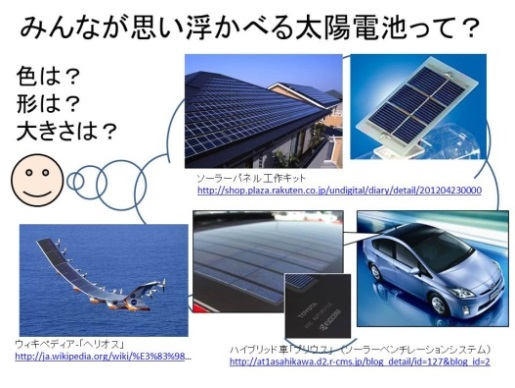 みんなが思い浮かべる太陽電池って？
色は？
形は？
大きさは？
ソーラーパネル工作キット
http://shop.plaza.rakuten.co.jp/undigital/diary/detail/201204230000
ウィキペディア-「ヘリオス」
http://ja.wikipedia.org/wiki/%E3%83%98...
ハイブリッド車「プリウス」（ソーラーベンチレーションシステム）
http://at1asahikawa.d2.r-cms.jp/blog_detail/id=127&blog_id=2